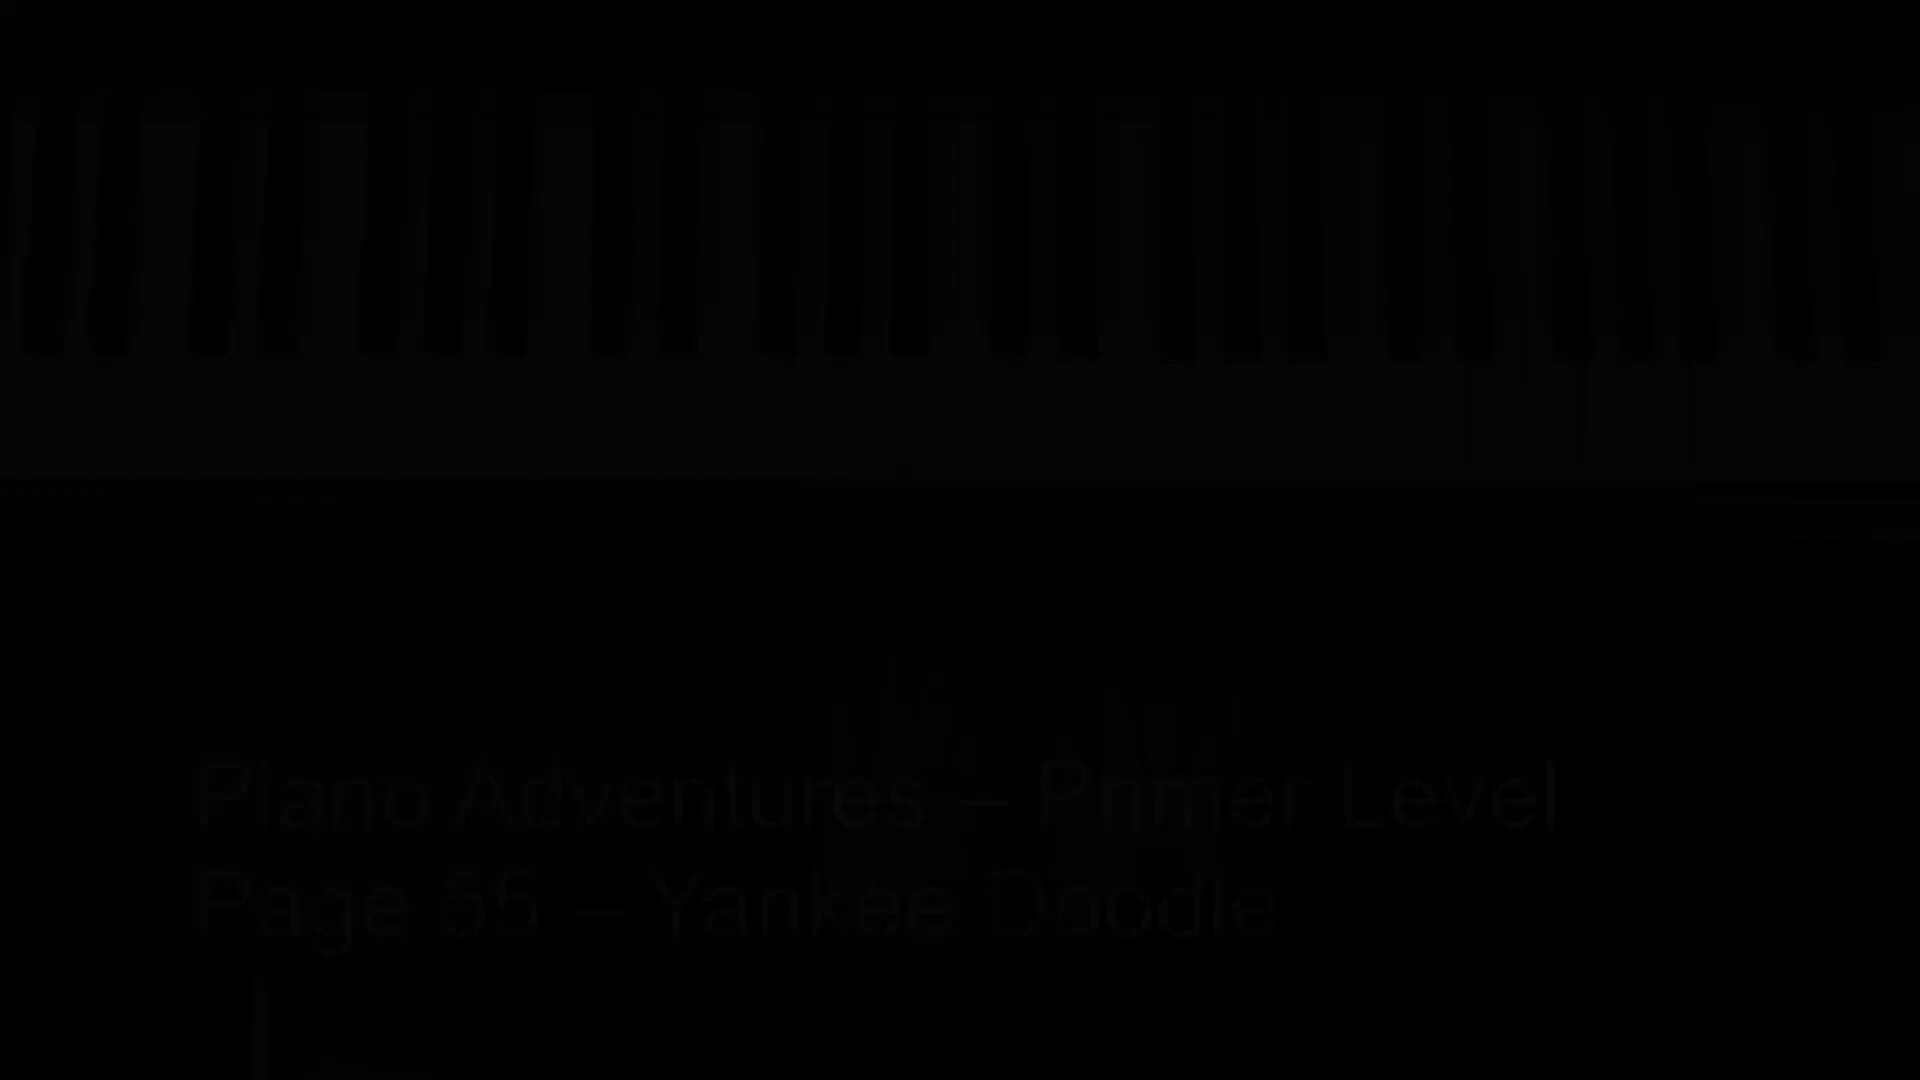 Piano Adventures – Primer Level
Page 55 – Yankee Doodle